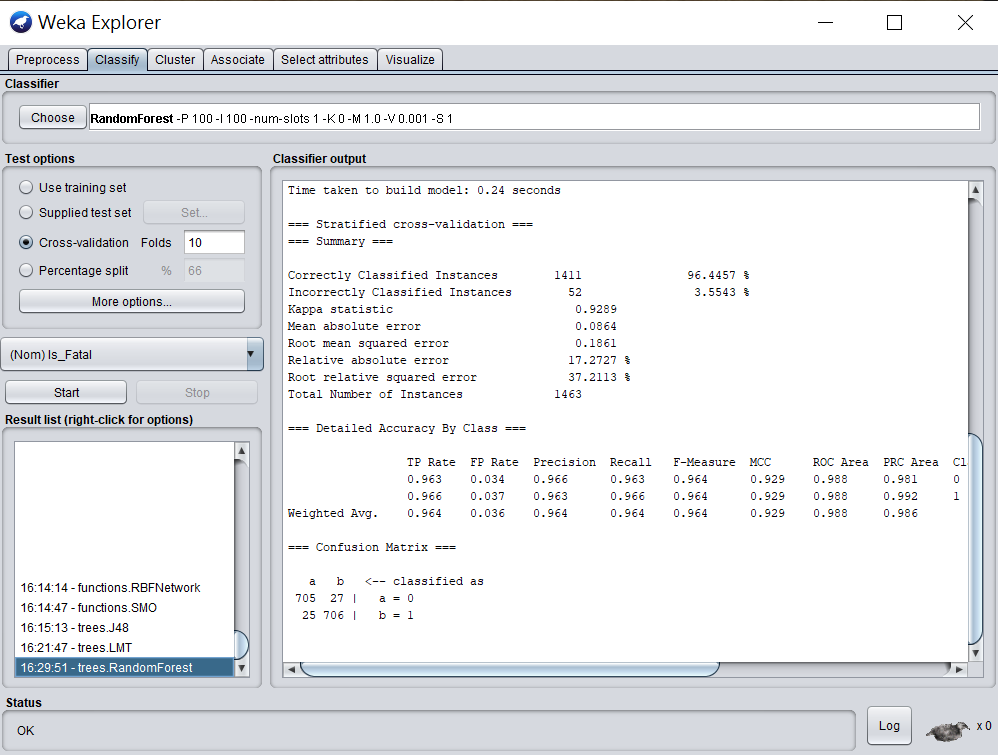 Weka Explorer
Preprocess Classify Cluster Associate Select attributes Visualize
Classifier
Choose RandomForest -P 100 -I 100 -num-slots 1 -K 0 -M 1.0 -V 0.001 -S 1
Test options
Use training set
Supplied test set Set...
Cross-validation Folds 10
Percentage split % 66
More options...
(Nom) Is_Fatal
Start Stop
Result list (right-click for options)
16:14:14 - functions.RBFNetwork
16:14:47 - functions.SMO
16:15:13 - trees.J48
16:21:47 - trees.LMT
16:29:51 - trees.RandomForest
Classifier output
Time taken to build model: 0.24 seconds
=== Stratified cross-validation ===
=== Summary ===
Correctly Classified Instances 1411 96.4457 %
Incorrectly Classified Instances 52 3.5543 %
Kappa statistic 0.9289
Mean absolute error 0.0864
Root mean squared error 0.1861
Relative absolute error 17.2727 %
Root relative squared error 37.2113 %
Total Number of Instances 1463
=== Detailed Accuracy By Class ===
TP Rate FP Rate Precision Recall F-Measure MCC ROC Area PRC Area Cl
0.963 0.034 0.966 0.963 0.964 0.929 0.988 0.981 0
0.966 0.037 0.963 0.966 0.964 0.929 0.988 0.992 1
Weighted Avg. 0.964 0.036 0.964 0.964 0.964 0.929 0.988 0.986
=== Confusion Matrix ===
a b <-- classified as
705 27 | a = 0
25 706 | b = 1
Status
OK
Log x 0